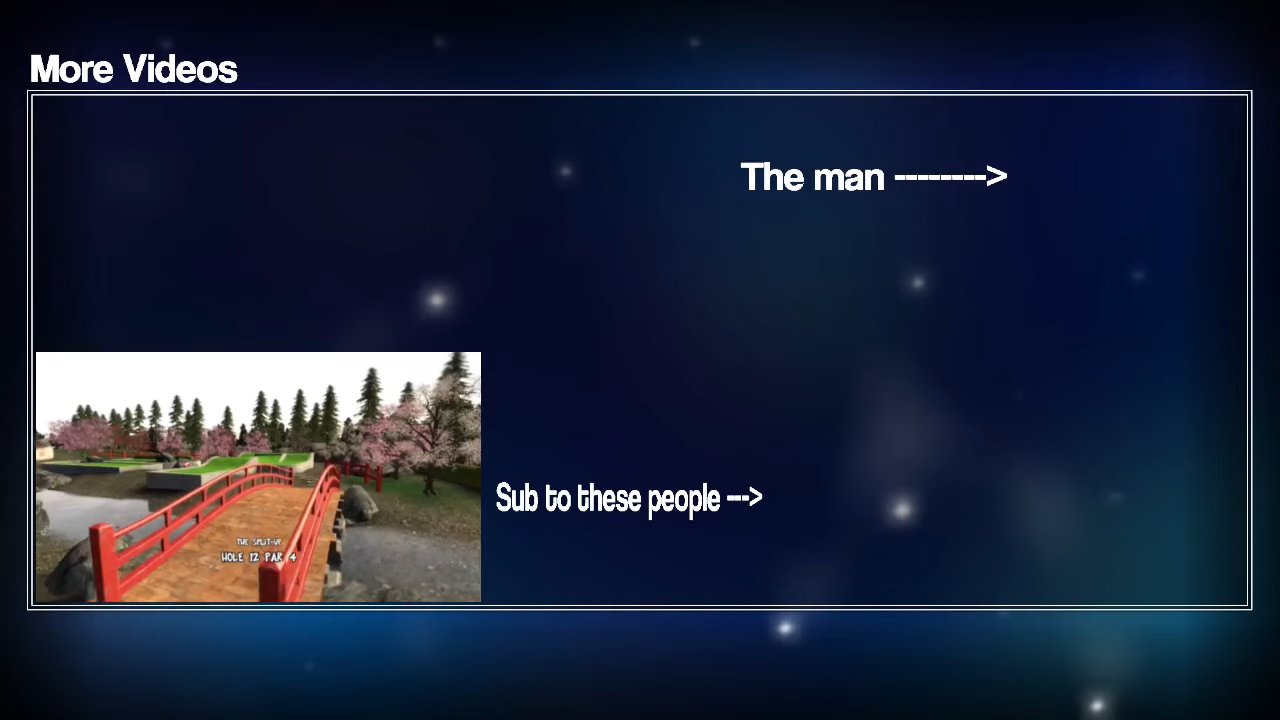 More Videos
The man -------->
Sub to these people --->
THE SPLIT-UP
HOLE 12 PAR 4